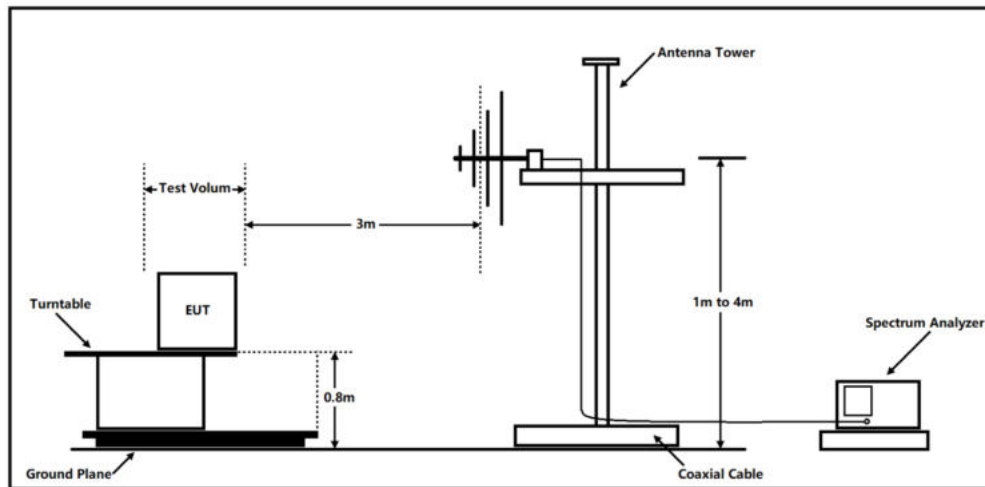 Antenna Tower
Test Volum
3m
EUT
Turntable
1m to 4m
Spectrum Analyzer
0.8m
Ground Plane
Coaxial Cable